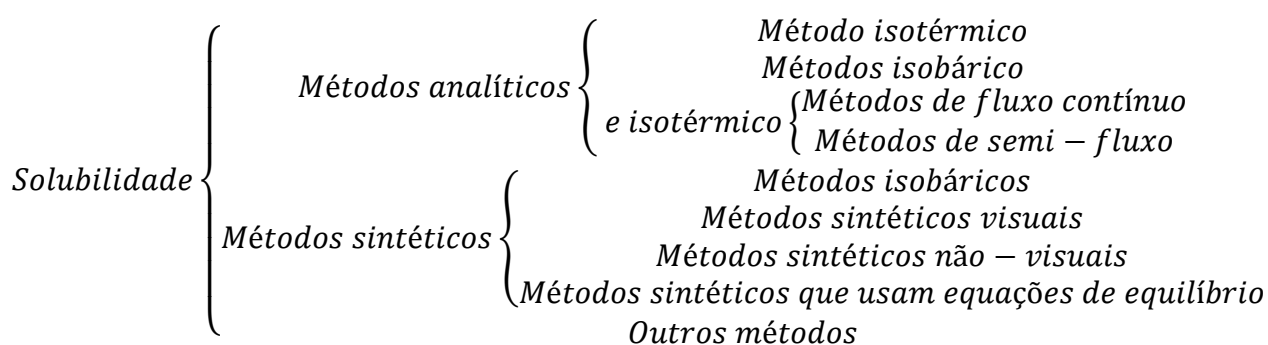 Método isotérmico
Métodos isobárico
Métodos analíticos
e isotérmico
Métodos de fluxo contínuo
Métodos de semi − fluxo
Solubilidade
Métodos isobáricos
Métodos sintéticos visuais
Métodos sintéticos
Métodos sintéticos não − visuais
Métodos sintéticos que usam equações de equilíbrio
Outros métodos